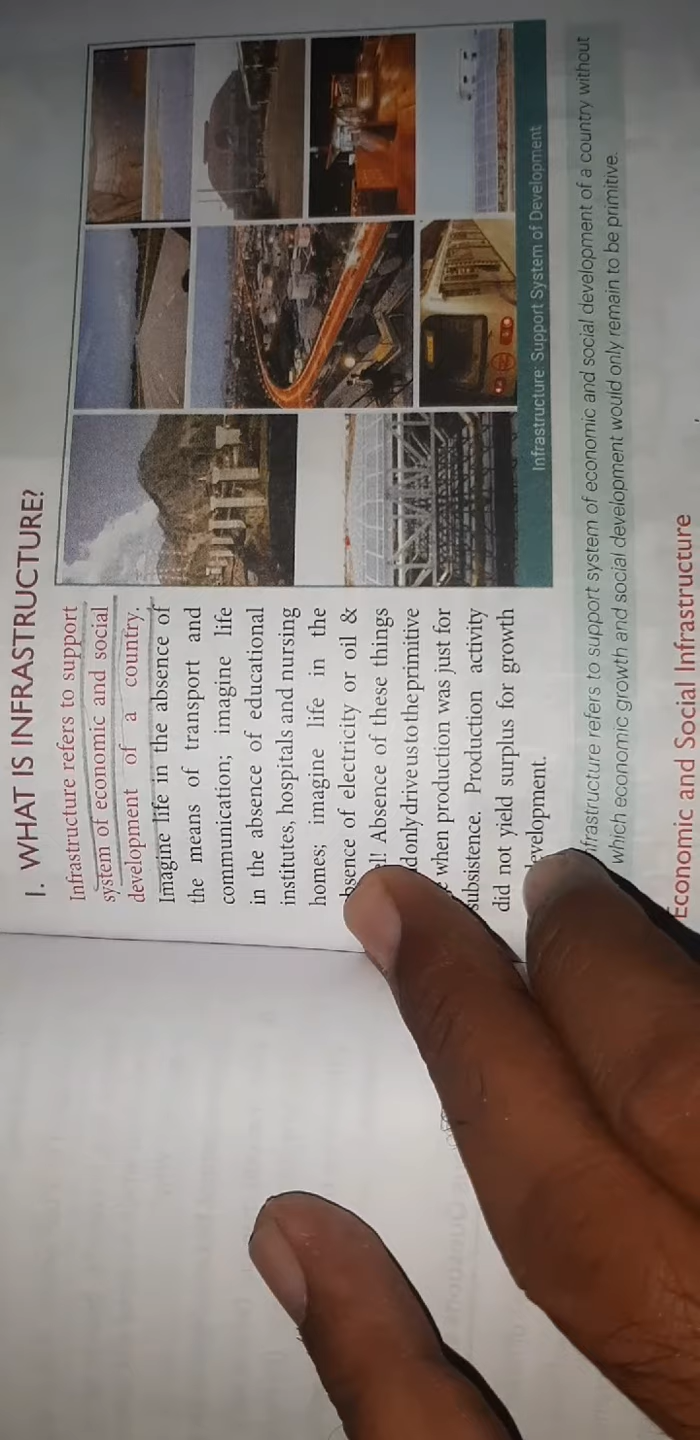 I. WHAT IS INFRASTRUCTURE?
Infrastructure refers to support
system of economic and social
development of a country.
Imagine life in the absence of
the means of transport and
communication; imagine life
in the absence of educational
institutes, hospitals and nursing
homes; imagine life in the
absence of electricity or oil &
Absence of these things
only drive us to the primitive
when production was just for
subsistence. Production activity
did not yield surplus for growth
development.
Infrastructure: Support System of Development
Infrastructure refers to support system of economic and social development of a country without
which economic growth and social development would only remain to be primitive.
Economic and Social Infrastructure